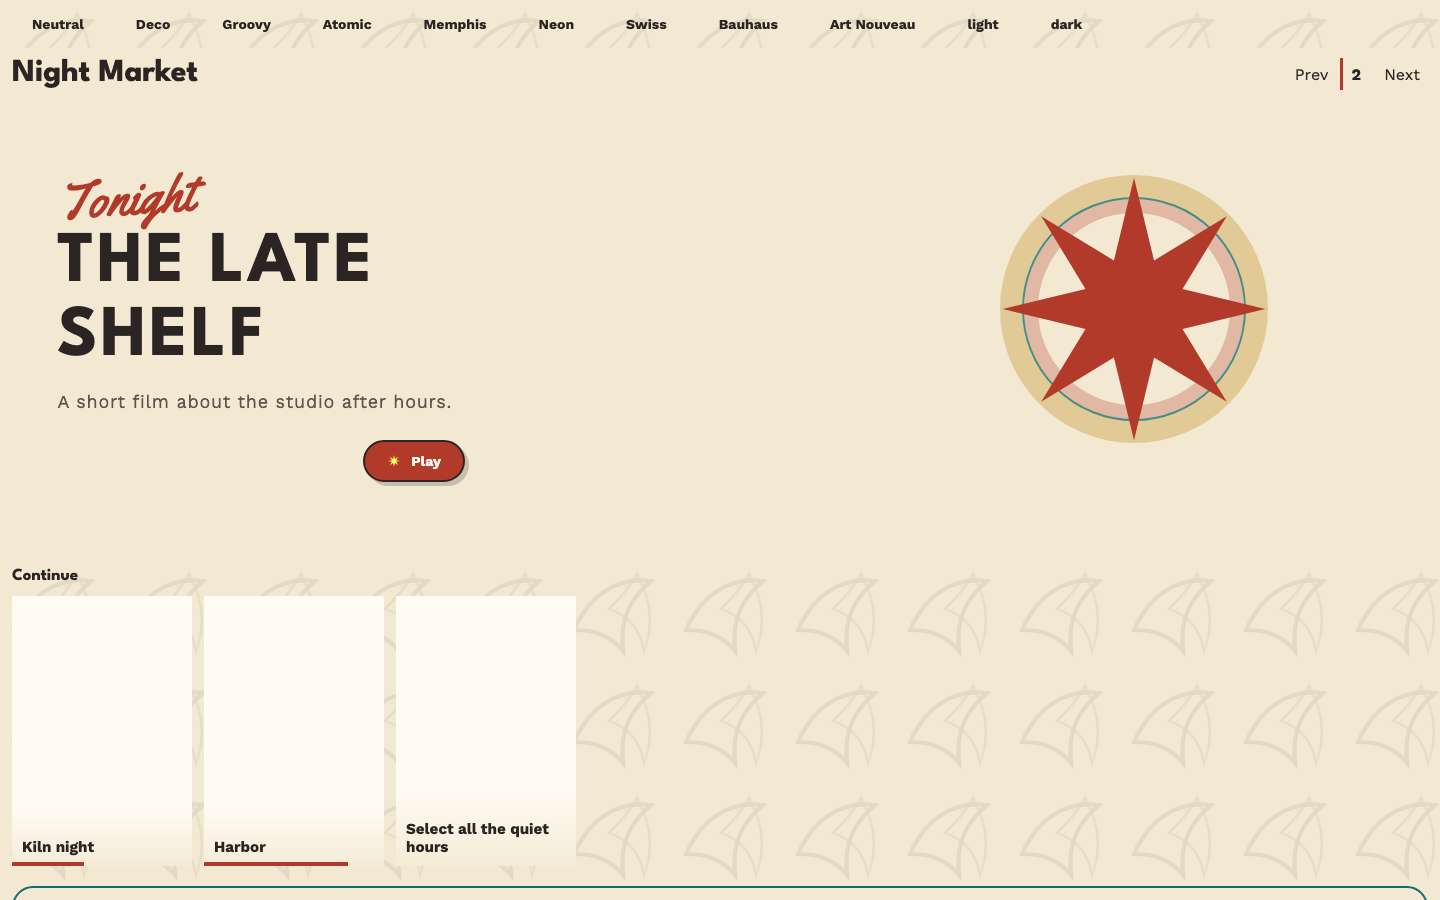 Neutral Deco Groovy Atomic Memphis Neon Swiss Bauhaus Art Nouveau light dark
Night Market
Prev 2 Next
Tonight
THE LATE
SHELF
A short film about the studio after hours.
Play
Continue
Kiln night
Harbor
Select all the quiet
hours